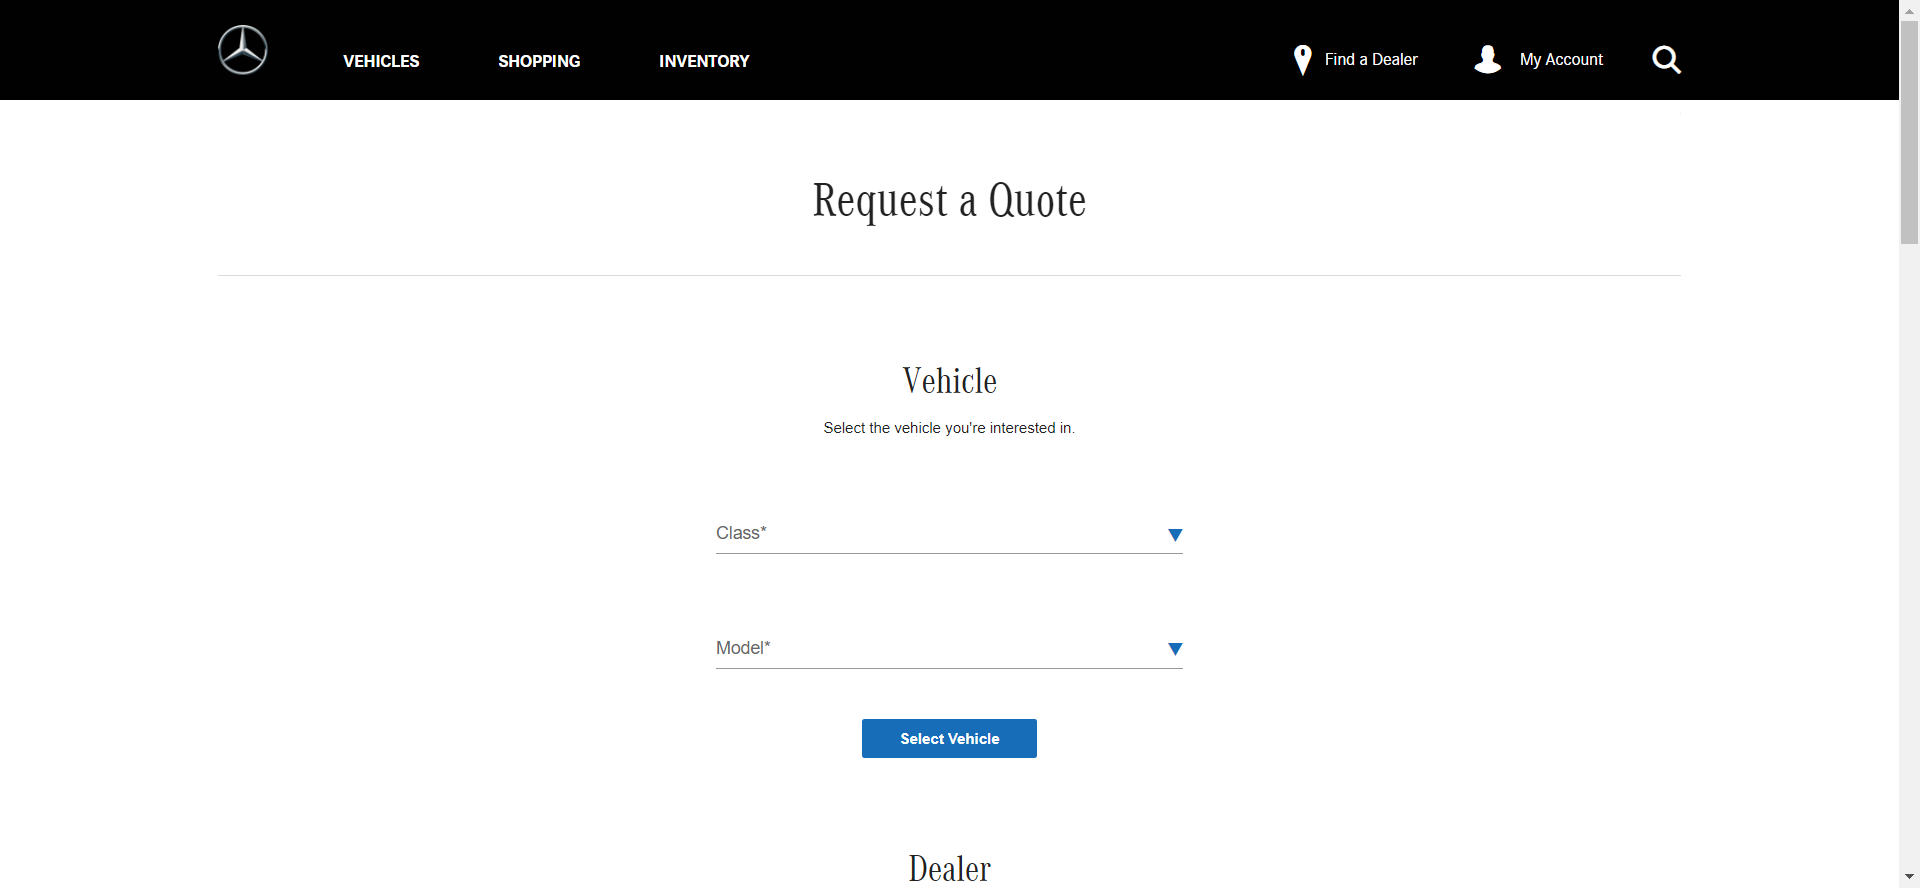 VEHICLES
SHOPPING
INVENTORY
Find a Dealer
My Account
Request a Quote
Vehicle
Select the vehicle you're interested in.
Class*
Model*
Select Vehicle
Dealer